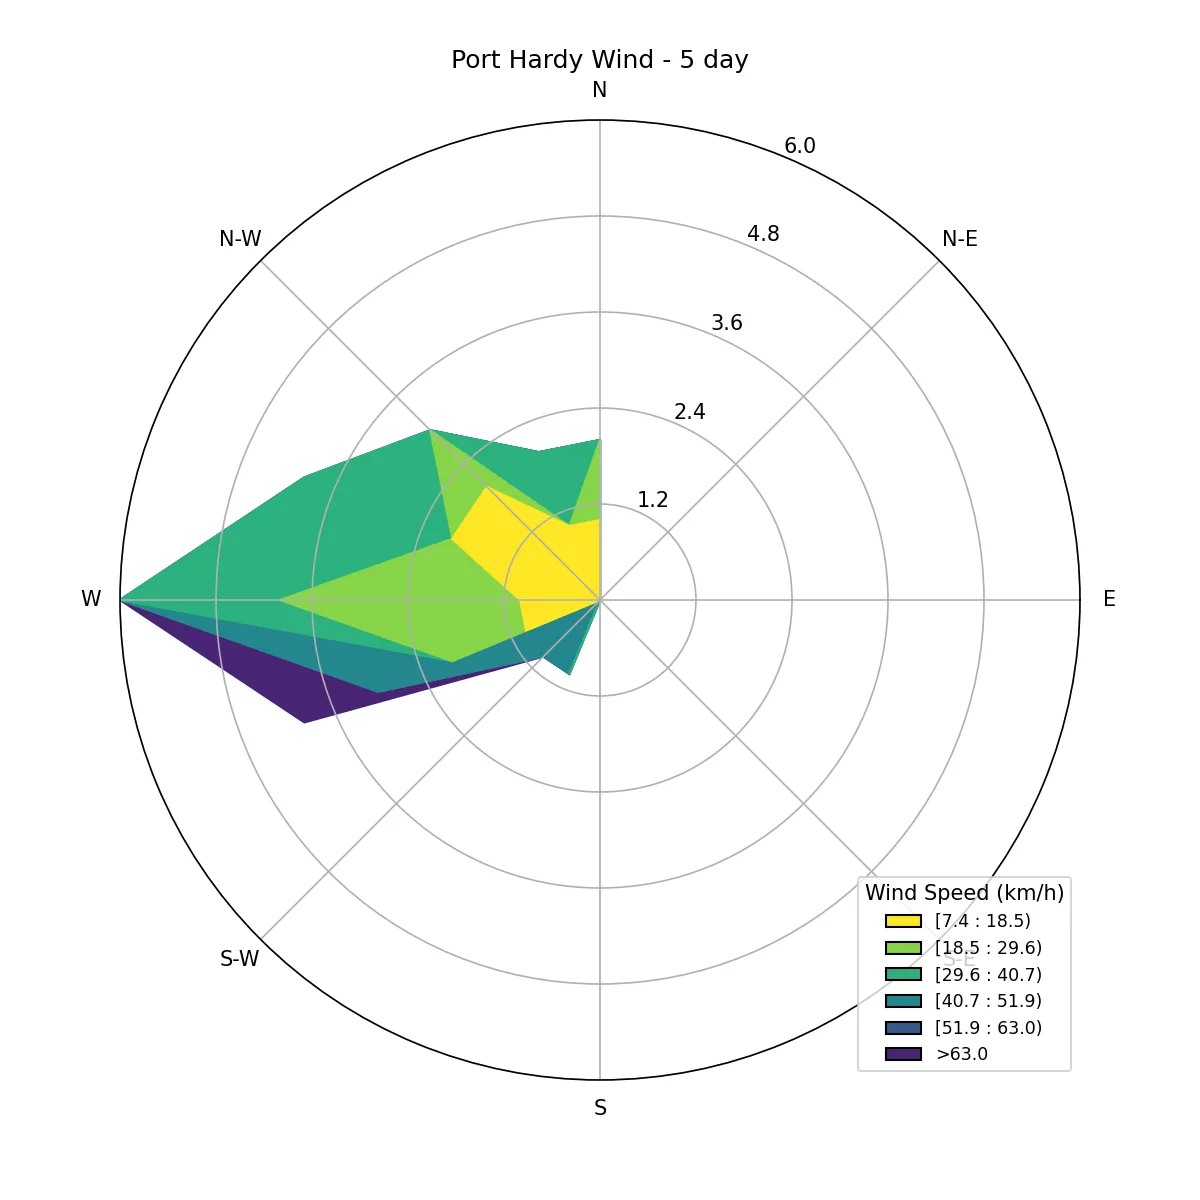 Port Hardy Wind - 5 day
N
6.0
N-W
N-E
4.8
3.6
2.4
1.2
W
E
S-W
S-E
S
Wind Speed (km/h)
[7.4 : 18.5)
[18.5 : 29.6)
[29.6 : 40.7)
[40.7 : 51.9)
[51.9 : 63.0)
>63.0